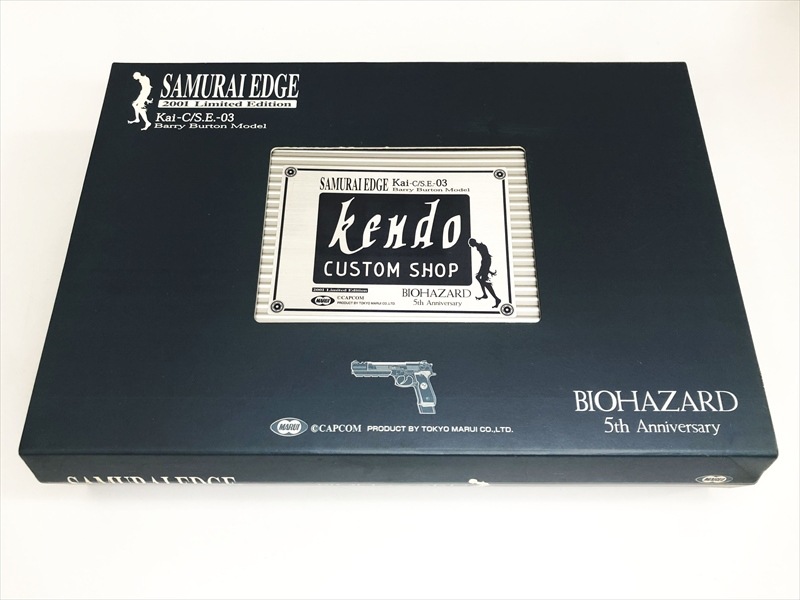 SAMURAI EDGE
2001 Limited Edition
Kai-C/S.E.-03
Barry Burton Model
SAMURAI EDGE Kai-C/S.E.-03
Barry Burton Model
Kendo
CUSTOM SHOP
2001 Limited Edition
MARUI ©CAPCOM
PRODUCT BY TOKYO MARUI CO.,LTD.
BIOHAZARD
5th Anniversary
MARUI ©CAPCOM PRODUCT BY TOKYO MARUI CO.,LTD.
BIOHAZARD
5th Anniversary
SAMURAI EDGE
MARUI